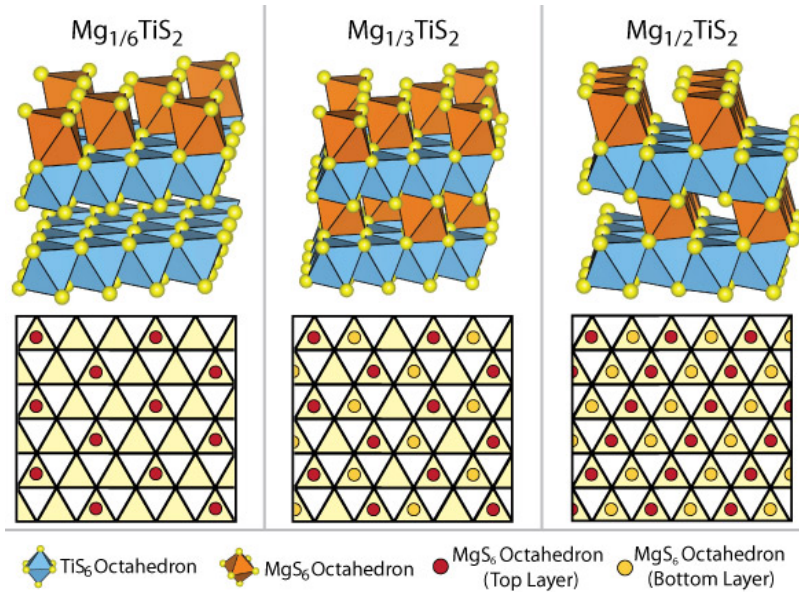 Mg1/6TiS2
Mg1/3TiS2
Mg1/2TiS2
TiS6 Octahedron
MgS6 Octahedron
MgS6 Octahedron
(Top Layer)
MgS6 Octahedron
(Bottom Layer)